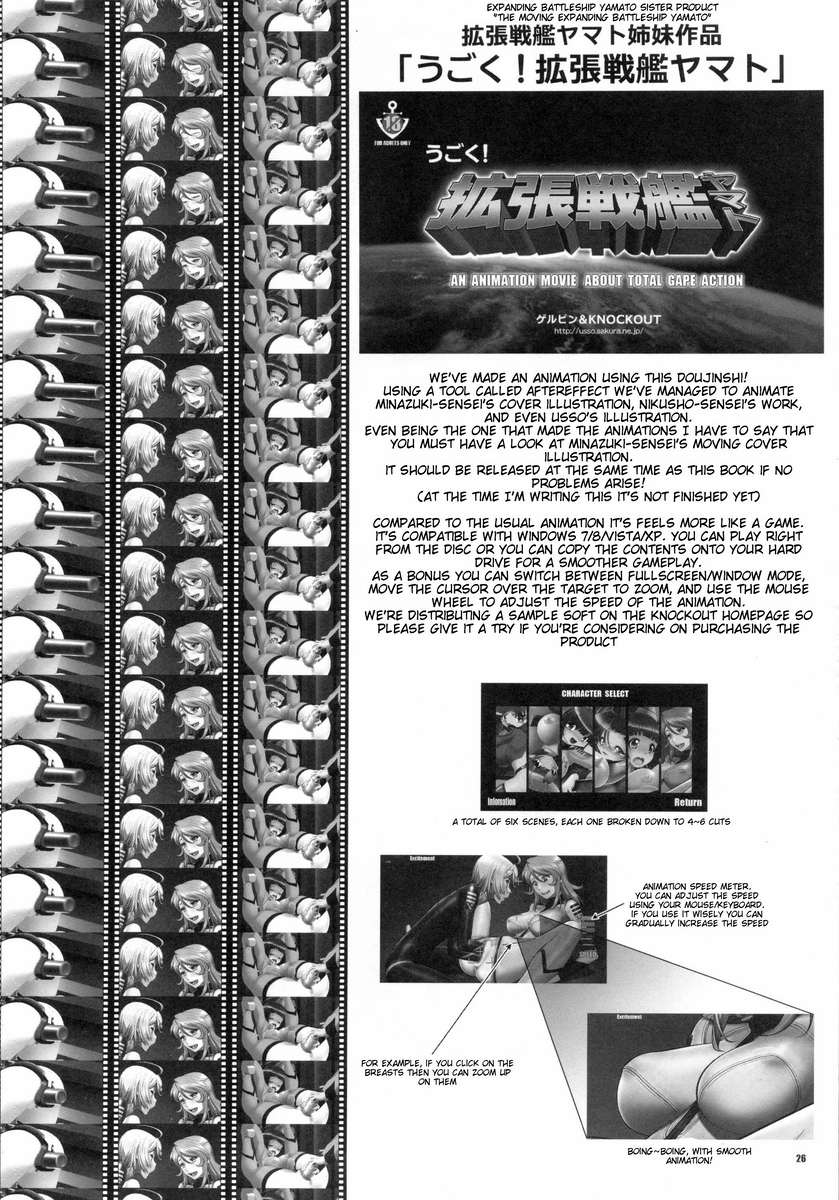 EXPANDING BATTLESHIP YAMATO SISTER PRODUCT
"THE MOVING EXPANDING BATTLESHIP YAMATO"
拡張戦艦ヤマト姉妹作品
「うごく!拡張戦艦ヤマト」
18
FOR ADULTS ONLY
うごく!
拡張戦艦ヤマト
AN ANIMATION MOVIE ABOUT TOTAL GAPE ACTION
ゲルピン&KNOCKOUT
http://usso.sakura.ne.jp/
WE'VE MADE AN ANIMATION USING THIS DOUJINSHI!
USING A TOOL CALLED AFTEREFFECT WE'VE MANAGED TO ANIMATE
MINAZUKI-SENSEI'S COVER ILLUSTRATION, NIKUSHO-SENSEI'S WORK,
AND EVEN USSO'S ILLUSTRATION.
EVEN BEING THE ONE THAT MADE THE ANIMATIONS I HAVE TO SAY THAT
YOU MUST HAVE A LOOK AT MINAZUKI-SENSEI'S MOVING COVER
ILLUSTRATION.
IT SHOULD BE RELEASED AT THE SAME TIME AS THIS BOOK IF NO
PROBLEMS ARISE!
(AT THE TIME I'M WRITING THIS IT'S NOT FINISHED YET)
COMPARED TO THE USUAL ANIMATION IT'S FEELS MORE LIKE A GAME.
IT'S COMPATIBLE WITH WINDOWS 7/8/VISTA/XP. YOU CAN PLAY RIGHT
FROM THE DISC OR YOU CAN COPY THE CONTENTS ONTO YOUR HARD
DRIVE FOR A SMOOTHER GAMEPLAY.
AS A BONUS YOU CAN SWITCH BETWEEN FULLSCREEN/WINDOW MODE,
MOVE THE CURSOR OVER THE TARGET TO ZOOM, AND USE THE MOUSE
WHEEL TO ADJUST THE SPEED OF THE ANIMATION.
WE'RE DISTRIBUTING A SAMPLE SOFT ON THE KNOCKOUT HOMEPAGE SO
PLEASE GIVE IT A TRY IF YOU'RE CONSIDERING ON PURCHASING THE
PRODUCT
CHARACTER SELECT
Infomation
Return
A TOTAL OF SIX SCENES, EACH ONE BROKEN DOWN TO 4~6 CUTS
Excitement
SPEED
ANIMATION SPEED METER.
YOU CAN ADJUST THE SPEED
USING YOUR MOUSE/KEYBOARD.
IF YOU USE IT WISELY YOU CAN
GRADUALLY INCREASE THE SPEED
Excitement
FOR EXAMPLE, IF YOU CLICK ON THE
BREASTS THEN YOU CAN ZOOM UP
ON THEM
BOING~BOING, WITH SMOOTH
ANIMATION!
26